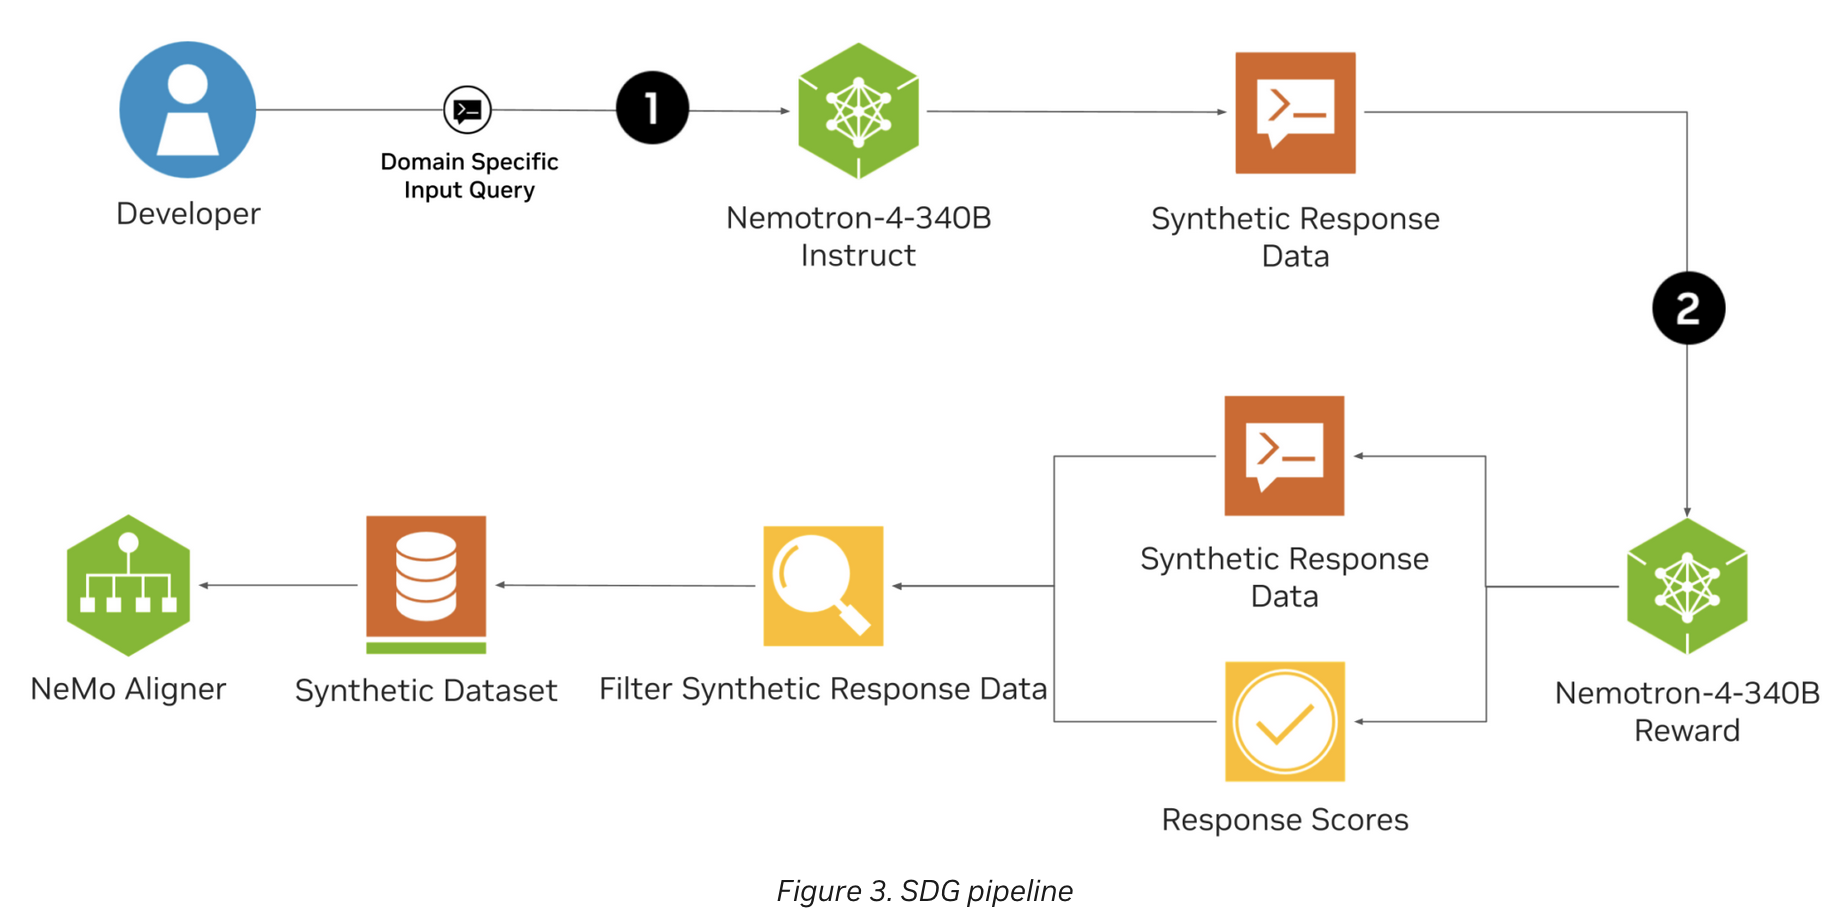 1
Domain Specific
Input Query
Developer
Nemotron-4-340B
Instruct
Synthetic Response
Data
2
Synthetic Response
Data
NeMo Aligner
Synthetic Dataset
Filter Synthetic Response Data
Nemotron-4-340B
Reward
Response Scores
Figure 3. SDG pipeline